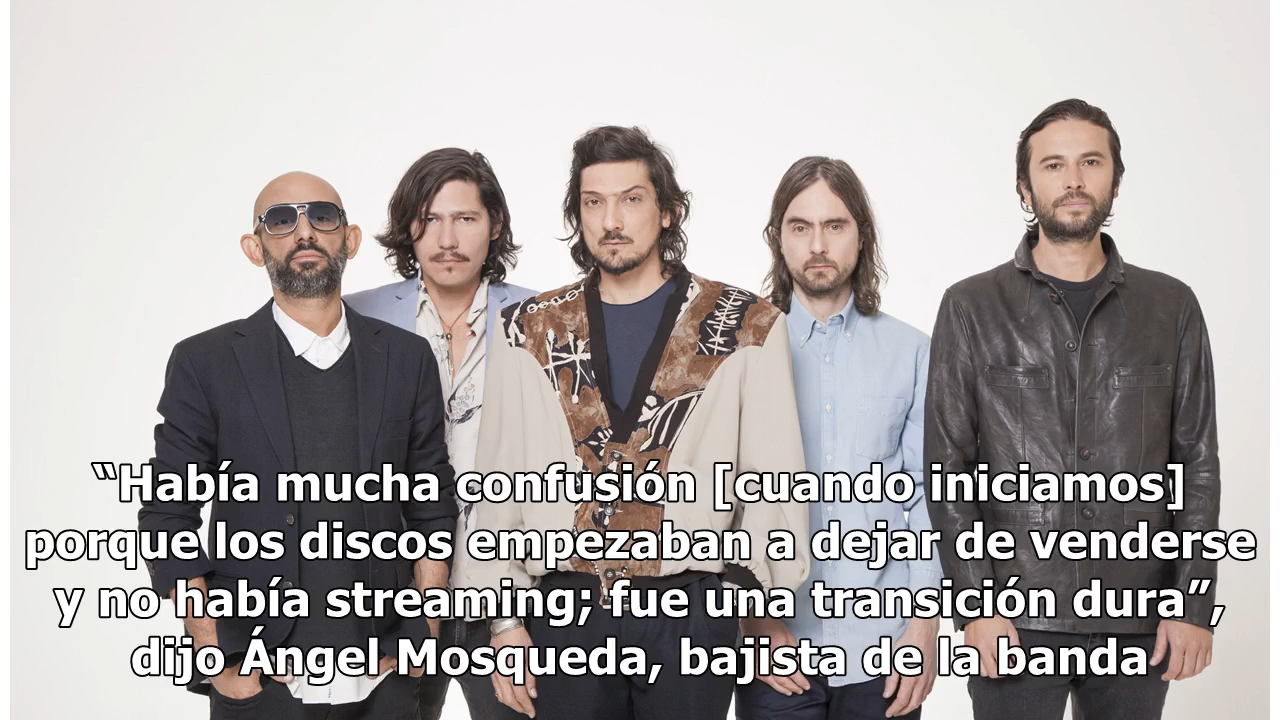 “Había mucha confusión [cuando iniciamos]
porque los discos empezaban a dejar de venderse
y no había streaming; fue una transición dura”,
dijo Ángel Mosqueda, bajista de la banda